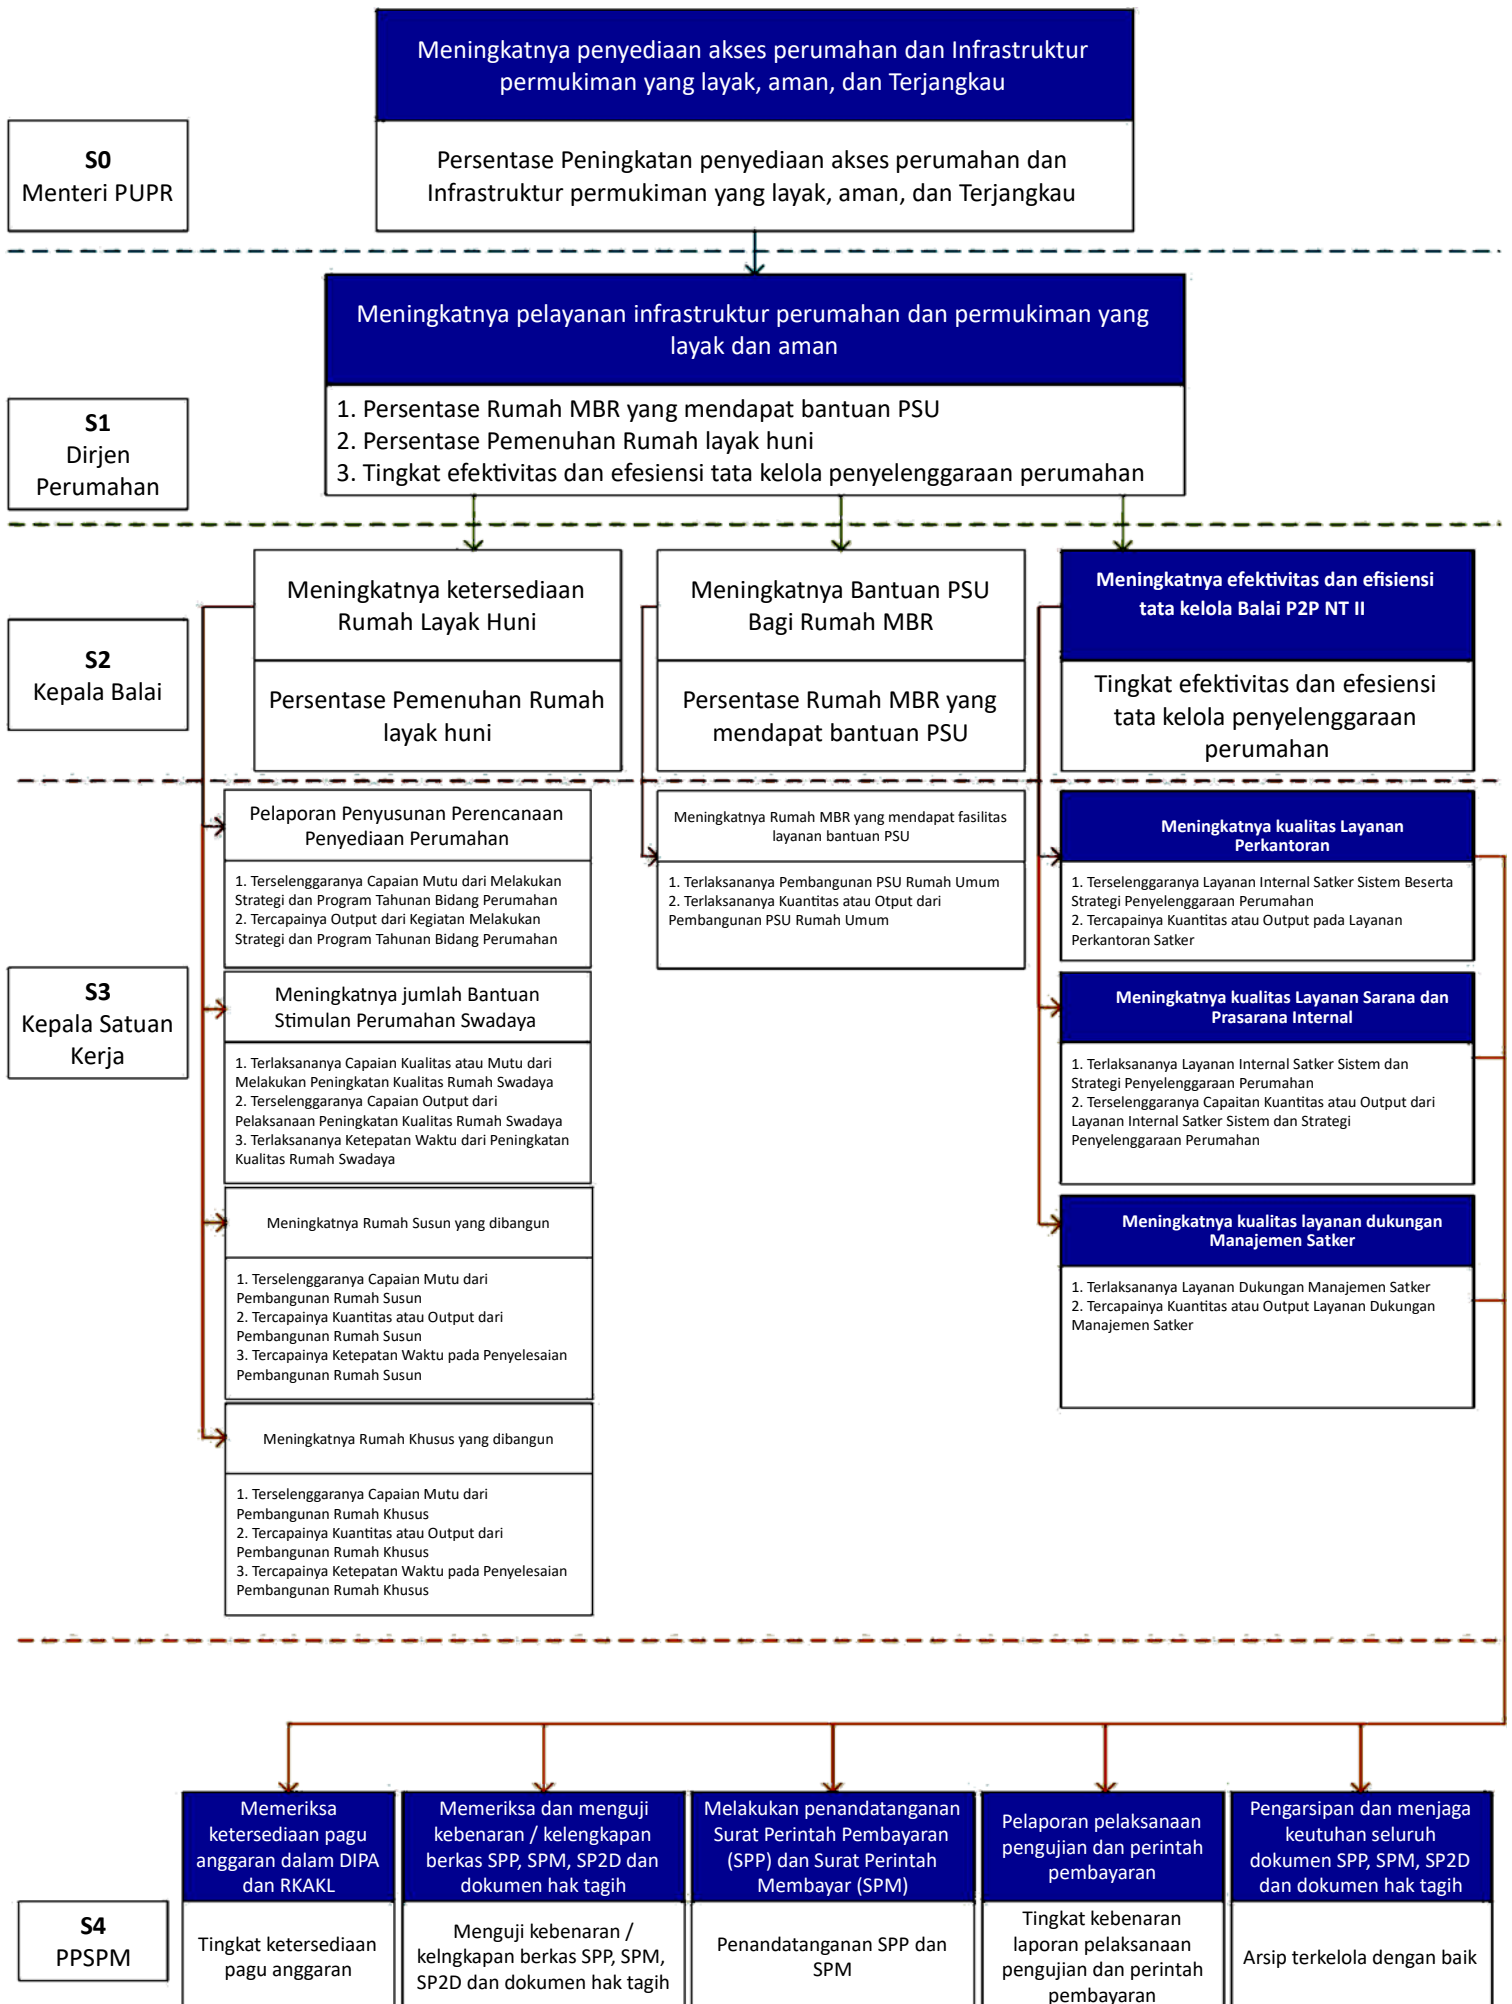 Meningkatnya penyediaan akses perumahan dan Infrastruktur
permukiman yang layak, aman, dan Terjangkau
S0
Menteri PUPR
Persentase Peningkatan penyediaan akses perumahan dan
Infrastruktur permukiman yang layak, aman, dan Terjangkau
Meningkatnya pelayanan infrastruktur perumahan dan permukiman yang
layak dan aman
S1
Dirjen
Perumahan
1. Persentase Rumah MBR yang mendapat bantuan PSU
2. Persentase Pemenuhan Rumah layak huni
3. Tingkat efektivitas dan efesiensi tata kelola penyelenggaraan perumahan
S2
Kepala Balai
Meningkatnya ketersediaan
Rumah Layak Huni
Persentase Pemenuhan Rumah
layak huni
Meningkatnya Bantuan PSU
Bagi Rumah MBR
Persentase Rumah MBR yang
mendapat bantuan PSU
Meningkatnya efektivitas dan efisiensi
tata kelola Balai P2P NT II
Tingkat efektivitas dan efesiensi
tata kelola penyelenggaraan
perumahan
S3
Kepala Satuan
Kerja
Pelaporan Penyusunan Perencanaan
Penyediaan Perumahan
1. Terselenggaranya Capaian Mutu dari Melakukan
Strategi dan Program Tahunan Bidang Perumahan
2. Tercapainya Output dari Kegiatan Melakukan
Strategi dan Program Tahunan Bidang Perumahan
Meningkatnya jumlah Bantuan
Stimulan Perumahan Swadaya
1. Terlaksananya Capaian Kualitas atau Mutu dari
Melakukan Peningkatan Kualitas Rumah Swadaya
2. Terselenggaranya Capaian Output dari
Pelaksanaan Peningkatan Kualitas Rumah Swadaya
3. Terlaksananya Ketepatan Waktu dari Peningkatan
Kualitas Rumah Swadaya
Meningkatnya Rumah Susun yang dibangun
1. Terselenggaranya Capaian Mutu dari
Pembangunan Rumah Susun
2. Tercapainya Kuantitas atau Output dari
Pembangunan Rumah Susun
3. Tercapainya Ketepatan Waktu pada Penyelesaian
Pembangunan Rumah Susun
Meningkatnya Rumah Khusus yang dibangun
1. Terselenggaranya Capaian Mutu dari
Pembangunan Rumah Khusus
2. Tercapainya Kuantitas atau Output dari
Pembangunan Rumah Khusus
3. Tercapainya Ketepatan Waktu pada Penyelesaian
Pembangunan Rumah Khusus
Meningkatnya Rumah MBR yang mendapat fasilitas
layanan bantuan PSU
1. Terlaksananya Pembangunan PSU Rumah Umum
2. Terlaksananya Kuantitas atau Otput dari
Pembangunan PSU Rumah Umum
Meningkatnya kualitas Layanan
Perkantoran
1. Terselenggaranya Layanan Internal Satker Sistem Beserta
Strategi Penyelenggaraan Perumahan
2. Tercapainya Kuantitas atau Output pada Layanan
Perkantoran Satker
Meningkatnya kualitas Layanan Sarana dan
Prasarana Internal
1. Terlaksananya Layanan Internal Satker Sistem dan
Strategi Penyelenggaraan Perumahan
2. Terselenggaranya Capaitan Kuantitas atau Output dari
Layanan Internal Satker Sistem dan Strategi
Penyelenggaraan Perumahan
Meningkatnya kualitas layanan dukungan
Manajemen Satker
1. Terlaksananya Layanan Dukungan Manajemen Satker
2. Tercapainya Kuantitas atau Output Layanan Dukungan
Manajemen Satker
S4
PPSPM
Memeriksa
ketersediaan pagu
anggaran dalam DIPA
dan RKAKL
Tingkat ketersediaan
pagu anggaran
Memeriksa dan menguji
kebenaran / kelengkapan
berkas SPP, SPM, SP2D dan
dokumen hak tagih
Menguji kebenaran /
kelngkapan berkas SPP, SPM,
SP2D dan dokumen hak tagih
Melakukan penandatanganan
Surat Perintah Pembayaran
(SPP) dan Surat Perintah
Membayar (SPM)
Penandatanganan SPP dan
SPM
Pelaporan pelaksanaan
pengujian dan perintah
pembayaran
Tingkat kebenaran
laporan pelaksanaan
pengujian dan perintah
pembayaran
Pengarsipan dan menjaga
keutuhan seluruh
dokumen SPP, SPM, SP2D
dan dokumen hak tagih
Arsip terkelola dengan baik